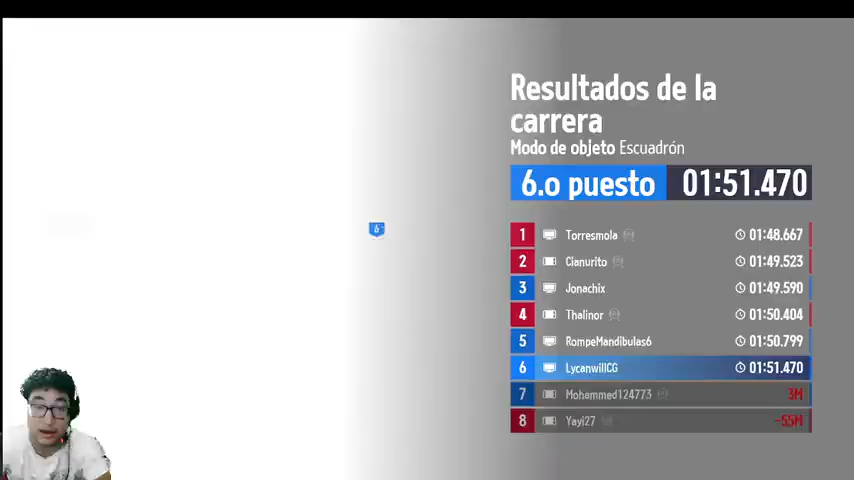 Resultados de la
carrera
Modo de objeto Escuadrón
6.o puesto 01:51.470
6
1 Torresmola 01:48.667
2 Cianurito 01:49.523
3 Jonachix 01:49.590
4 Thalinor 01:50.404
5 RompeMandibulas6 01:50.799
6 LycanwillCG 01:51.470
7 Mohammed124773 3M
8 Yayi27 -55M